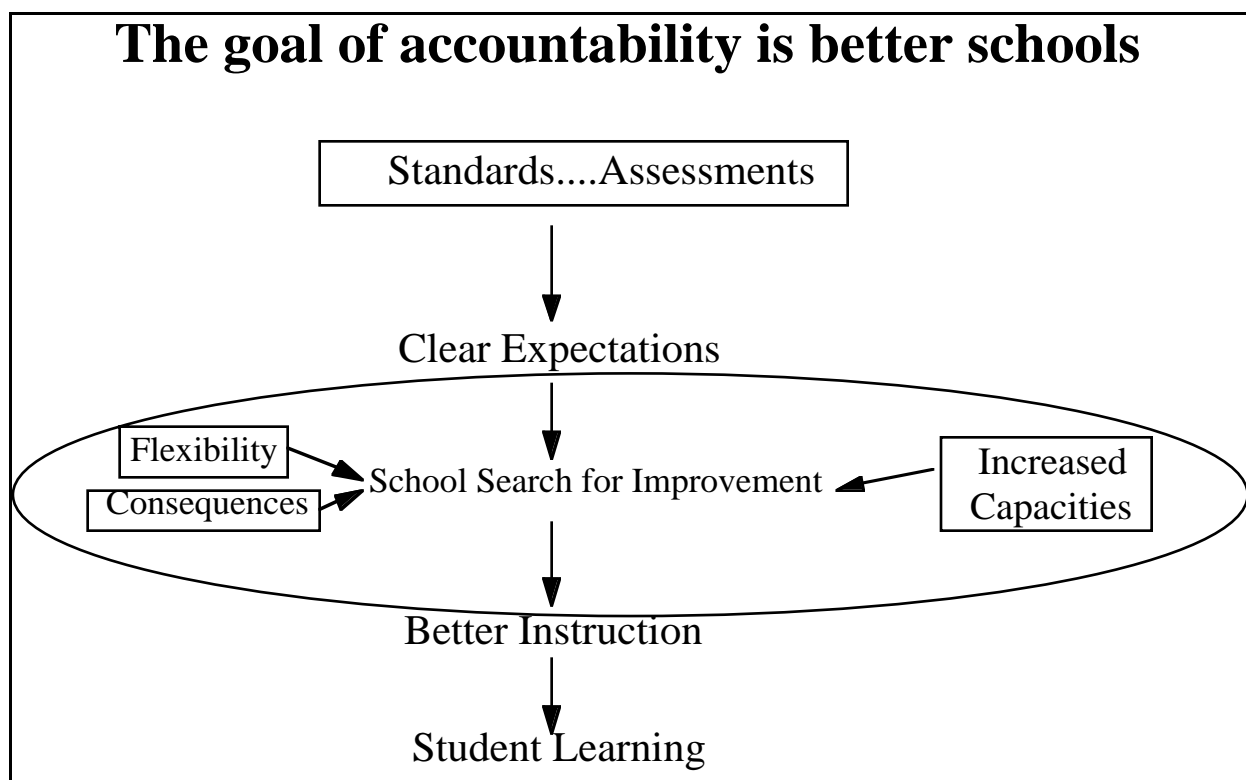 The goal of accountability is better schools
Standards....Assessments
Clear Expectations
Flexibility
Consequences
School Search for Improvement
Increased
Capacities
Better Instruction
Student Learning